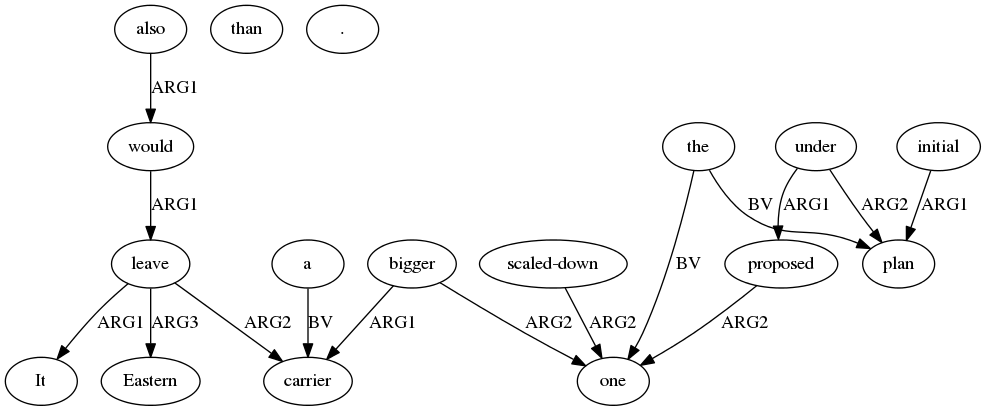 also than .
ARG1
would the under initial
ARG1 BV ARG1 ARG2 ARG1
leave a bigger scaled-down proposed plan
BV
ARG1 ARG3 ARG2 BV ARG1 ARG2 ARG2 ARG2
It Eastern carrier one